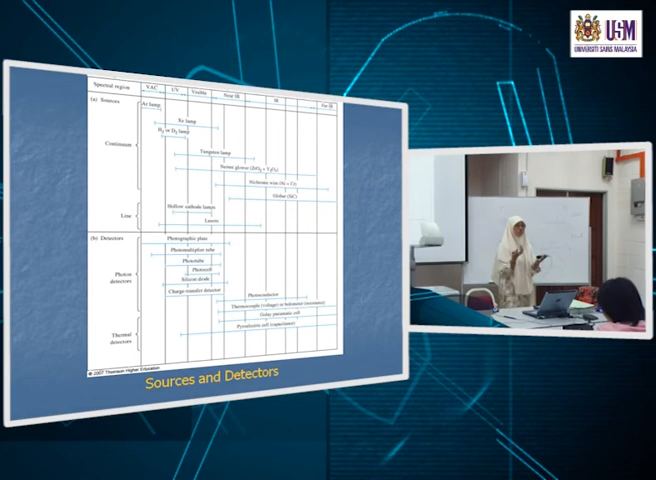 USM
UNIVERSITI SAINS MALAYSIA
Spectral region
VAC
UV
Visible
Near IR
IR
Far IR
(a) Sources
Ar lamp
Xe lamp
H₂ or D₂ lamp
Continuum
Tungsten lamp
Nernst glower (ZrO₂ + Y₂O₃)
Nichrome wire (Ni + Cr)
Globar (SiC)
Hollow cathode lamps
Line
Lasers
(b) Detectors
Photographic plate
Photomultiplier tube
Phototube
Photon
detectors
Photocell
Silicon diode
Charge-transfer detector
Photoconductor
Thermocouple (voltage) or bolometer (resistance)
Golay pneumatic cell
Thermal
detectors
Pyroelectric cell (capacitance)
© 2007 Thomson Higher Education
Sources and Detectors